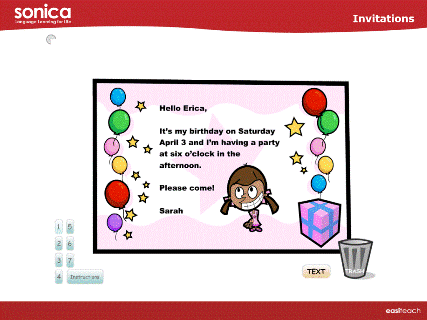 sonica
Language Learning for Life
Invitations
Hello Erica,
It's my birthday on Saturday
April 3 and I'm having a party
at six o'clock in the
afternoon.
Please come!
Sarah
1 5
2 6
3 7
4 Instructions
TEXT
TRASH
easiteach